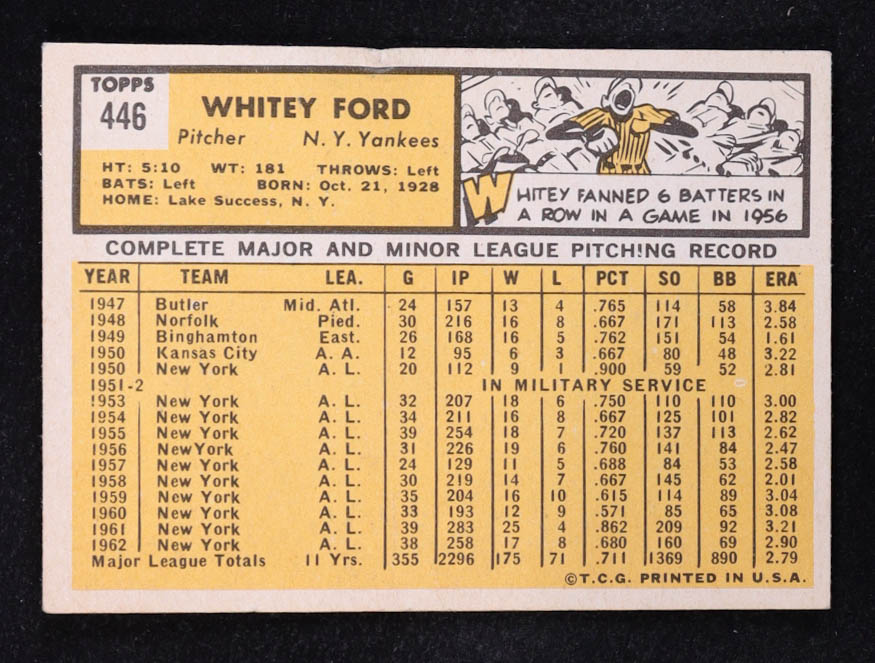 TOPPS
446
WHITEY FORD
Pitcher N. Y. Yankees
HT: 5:10 WT: 181 THROWS: Left
BATS: Left BORN: Oct. 21, 1928
HOME: Lake Success, N. Y.
WHITEY FANNED 6 BATTERS IN
A ROW IN A GAME IN 1956
COMPLETE MAJOR AND MINOR LEAGUE PITCHING RECORD
YEAR TEAM LEA. G IP W L PCT SO BB ERA
1947 Butler Mid. Atl. 24 157 13 4 .765 114 58 3.84
1948 Norfolk Pied. 30 216 16 8 .667 171 113 2.58
1949 Binghamton East. 26 168 16 5 .762 151 54 1.61
1950 Kansas City A. A. 12 95 6 3 .667 80 48 3.22
1950 New York A. L. 20 112 9 1 .900 59 52 2.81
1951-2 IN MILITARY SERVICE
1953 New York A. L. 32 207 18 6 .750 110 110 3.00
1954 New York A. L. 34 211 16 8 .667 125 101 2.82
1955 New York A. L. 39 254 18 7 .720 137 113 2.62
1956 NewYork A. L. 31 226 19 6 .760 141 84 2.47
1957 New York A. L. 24 129 11 5 .688 84 53 2.58
1958 New York A. L. 30 219 14 7 .667 145 62 2.01
1959 New York A. L. 35 204 16 10 .615 114 89 3.04
1960 New York A. L. 33 193 12 9 .571 85 65 3.08
1961 New York A. L. 39 283 25 4 .862 209 92 3.21
1962 New York A. L. 38 258 17 8 .680 160 69 2.90
Major League Totals 11 Yrs. 355 2296 175 71 .711 1369 890 2.79
©T.C.G. PRINTED IN U.S.A.